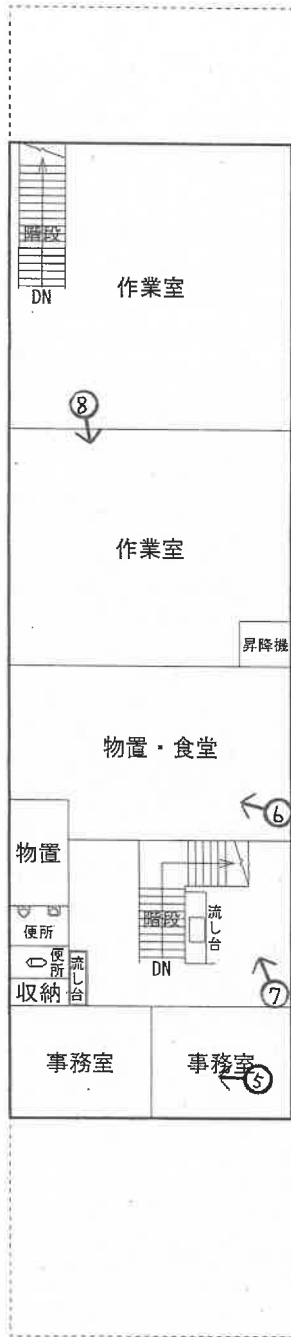 階段
作業室
DN
⑧
作業室
昇降機
物置・食堂
⑥
物置
階段
流し台
便所
DN
便所
流し台
収納
⑦
事務室
事務室
⑤